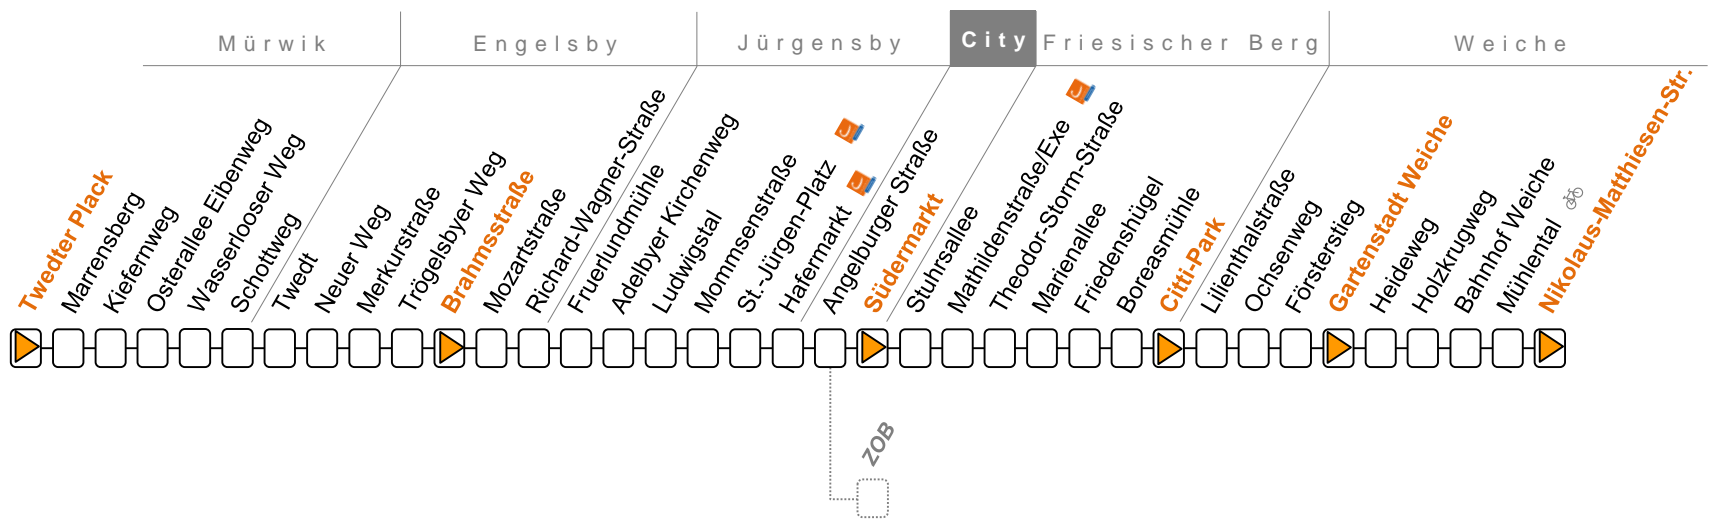 Mürwik
Engelsby
Jürgensby
City
Friesischer Berg
Weiche
Twedter Plack
Marrensberg
Kiefernweg
Osterallee Eibenweg
Wasserlooser Weg
Schottweg
Twedt
Neuer Weg
Merkurstraße
Trögelsbyer Weg
Brahmsstraße
Mozartstraße
Richard-Wagner-Straße
Fruerlundmühle
Adelbyer Kirchenweg
Ludwigstal
Mommsenstraße
St.-Jürgen-Platz
Hafermarkt
Angelburger Straße
Südermarkt
Stuhrsallee
Mathildenstraße/Exe
Theodor-Storm-Straße
Marienallee
Friedenshügel
Boreasmühle
Citti-Park
Lilienthalstraße
Ochsenweg
Försterstieg
Gartenstadt Weiche
Heideweg
Holzkrugweg
Bahnhof Weiche
Mühlental
Nikolaus-Matthiesen-Str.
ZOB